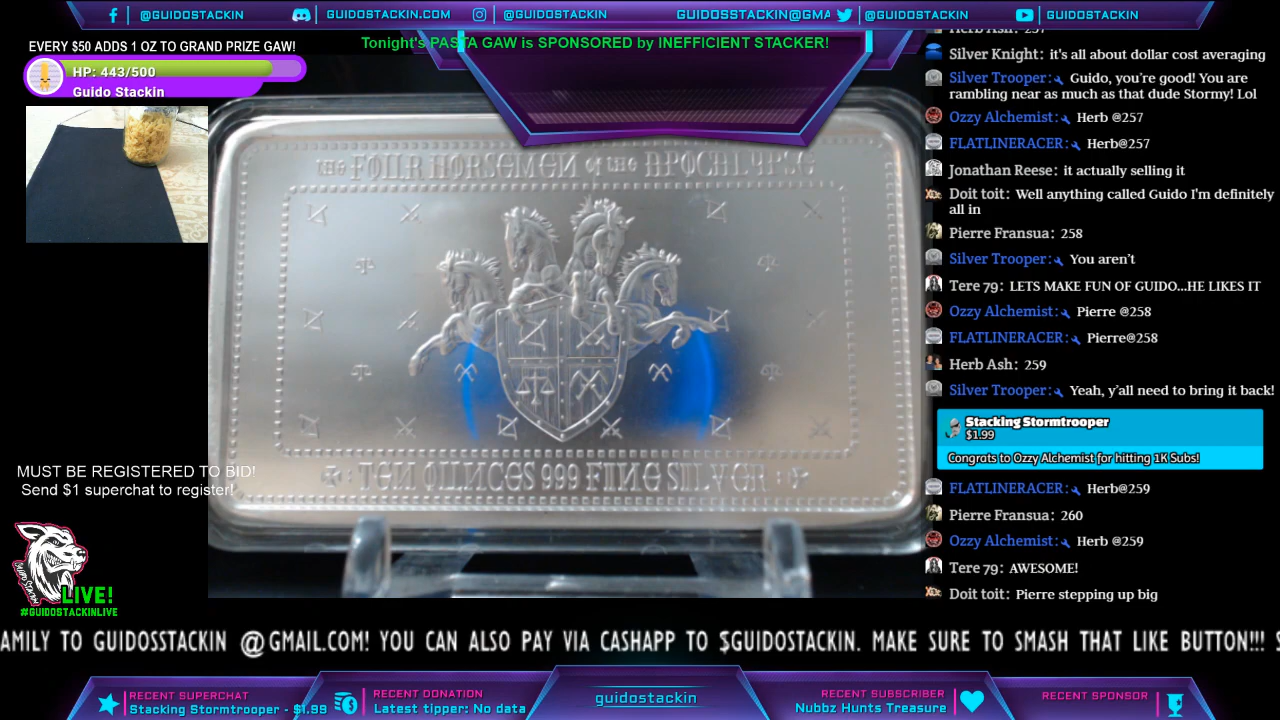 @GUIDOSTACKIN
GUIDOSTACKIN.COM
@GUIDOSTACKIN
GUIDOSSTACKIN@GMA
@GUIDOSTACKIN
GUIDOSTACKIN
EVERY $50 ADDS 1 OZ TO GRAND PRIZE GAW!
HP: 443/500
Guido Stackin
Tonight's PASTA GAW is SPONSORED by INEFFICIENT STACKER!
the FOUR HORSEMEN of the APOCALYPSE
TEN OUNCES 999 FINE SILVER
MUST BE REGISTERED TO BID!
Send $1 superchat to register!
LIVE!
#GUIDOSTACKINLIVE
Herb Ash: 257
Silver Knight: it's all about dollar cost averaging
Silver Trooper: Guido, you're good! You are
rambling near as much as that dude Stormy! Lol
Ozzy Alchemist: Herb @257
FLATLINERACER: Herb@257
Jonathan Reese: it actually selling it
Doit toit: Well anything called Guido I'm definitely
all in
Pierre Fransua: 258
Silver Trooper: You aren't
Tere 79: LETS MAKE FUN OF GUIDO...HE LIKES IT
Ozzy Alchemist: Pierre @258
FLATLINERACER: Pierre@258
Herb Ash: 259
Silver Trooper: Yeah, y'all need to bring it back!
Stacking Stormtrooper
$1.99
Congrats to Ozzy Alchemist for hitting 1K Subs!
FLATLINERACER: Herb@259
Pierre Fransua: 260
Ozzy Alchemist: Herb @259
Tere 79: AWESOME!
Doit toit: Pierre stepping up big
AMILY TO GUIDOSSTACKIN @GMAIL.COM! YOU CAN ALSO PAY VIA CASHAPP TO $GUIDOSTACKIN. MAKE SURE TO SMASH THAT LIKE BUTTON!!! S
RECENT SUPERCHAT
Stacking Stormtrooper - $1.99
RECENT DONATION
Latest tipper: No data
guidostackin
RECENT SUBSCRIBER
Nubbz Hunts Treasure
RECENT SPONSOR